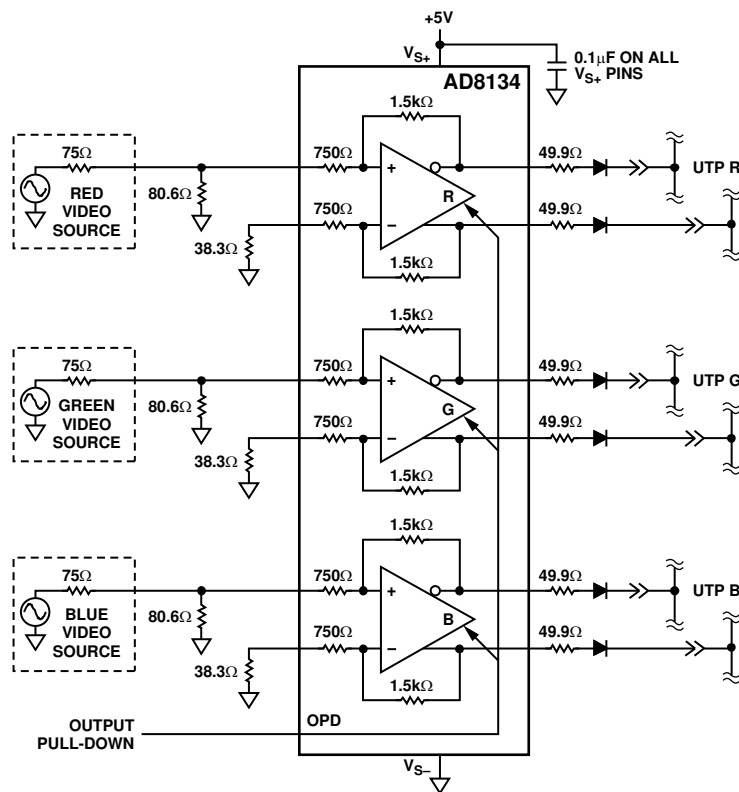 +5V
VS+
0.1μF ON ALL
VS+ PINS
AD8134
1.5kΩ
75Ω
750Ω
49.9Ω
UTP R
+
R
RED
VIDEO
SOURCE
80.6Ω
750Ω
–
49.9Ω
38.3Ω
1.5kΩ
1.5kΩ
75Ω
750Ω
49.9Ω
UTP G
+
G
GREEN
VIDEO
SOURCE
80.6Ω
750Ω
–
49.9Ω
38.3Ω
1.5kΩ
1.5kΩ
75Ω
750Ω
49.9Ω
UTP B
+
B
BLUE
VIDEO
SOURCE
80.6Ω
750Ω
–
49.9Ω
38.3Ω
1.5kΩ
OUTPUT
PULL-DOWN
OPD
VS–